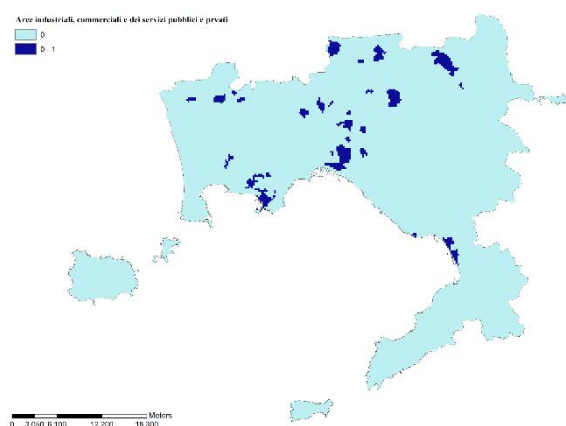 Aree industriali, commerciali e dei servizi pubblici e prvati
0
0 1
Meters
0 3.050 6.100 12.200 18.300